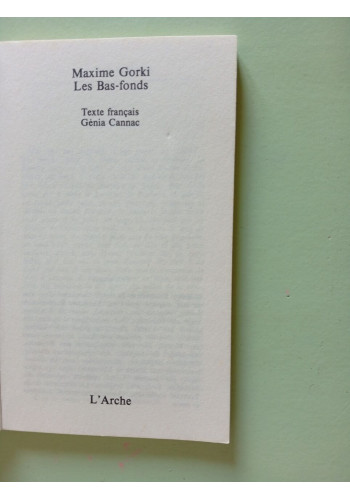 Maxime Gorki
Les Bas-fonds
Texte français
Génia Cannac
L'Arche